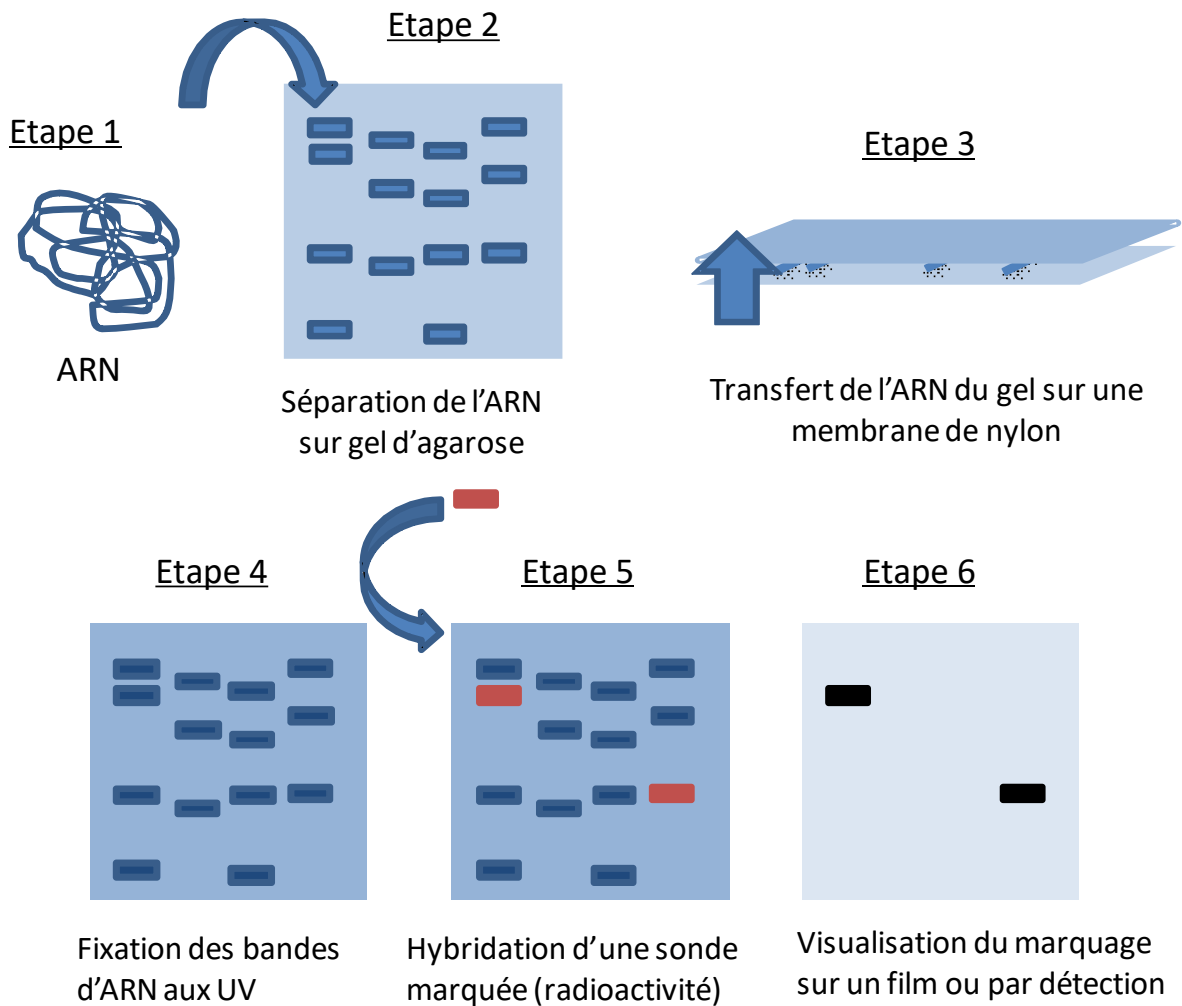 Etape 1
ARN
Etape 2
Séparation de l'ARN
sur gel d'agarose
Etape 3
Transfert de l'ARN du gel sur une
membrane de nylon
Etape 4
Fixation des bandes
d'ARN aux UV
Etape 5
Hybridation d'une sonde
marquée (radioactivité)
Etape 6
Visualisation du marquage
sur un film ou par détection